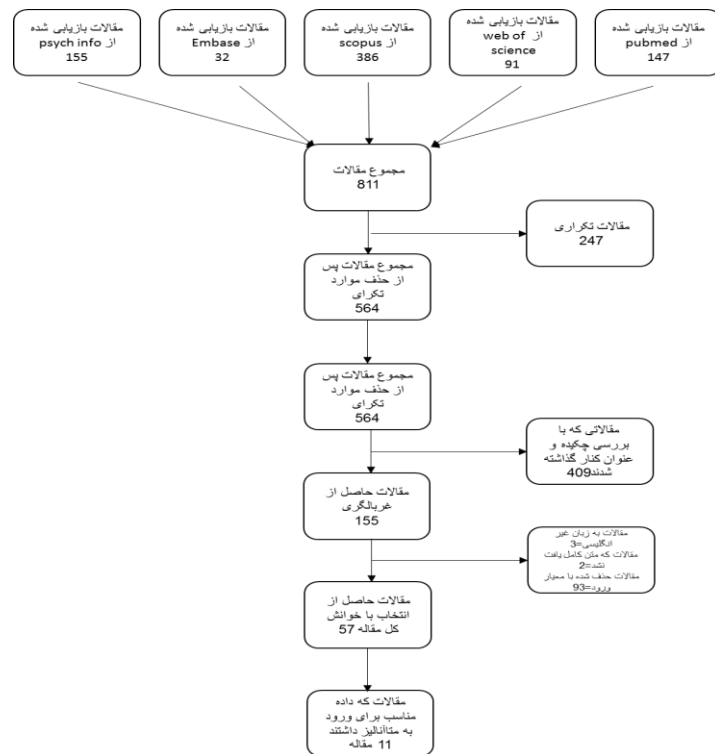 مقالات بازیابی شده
از psych info
155
مقالات بازیابی شده
از Embase
32
مقالات بازیابی شده
از scopus
386
مقالات بازیابی شده
از web of
science
91
مقالات بازیابی شده
از pubmed
147
مجموع مقالات
811
مقالات تکراری
247
مجموع مقالات پس
از حذف موارد
تکرای
564
مجموع مقالات پس
از حذف موارد
تکرای
564
مقالاتی که با
بررسی چکیده و
عنوان کنار گذاشته
شدند409
مقالات حاصل از
غربالگری
155
مقالات به زبان غیر
انگلیسی=3
مقالات که متن کامل یافت
نشد=2
مقالات حذف شده با معیار
ورود=93
مقالات حاصل از
انتخاب با خوانش
کل مقاله 57
مقالات که داده
مناسب برای ورود
به متاآنالیز داشتند
11 مقاله